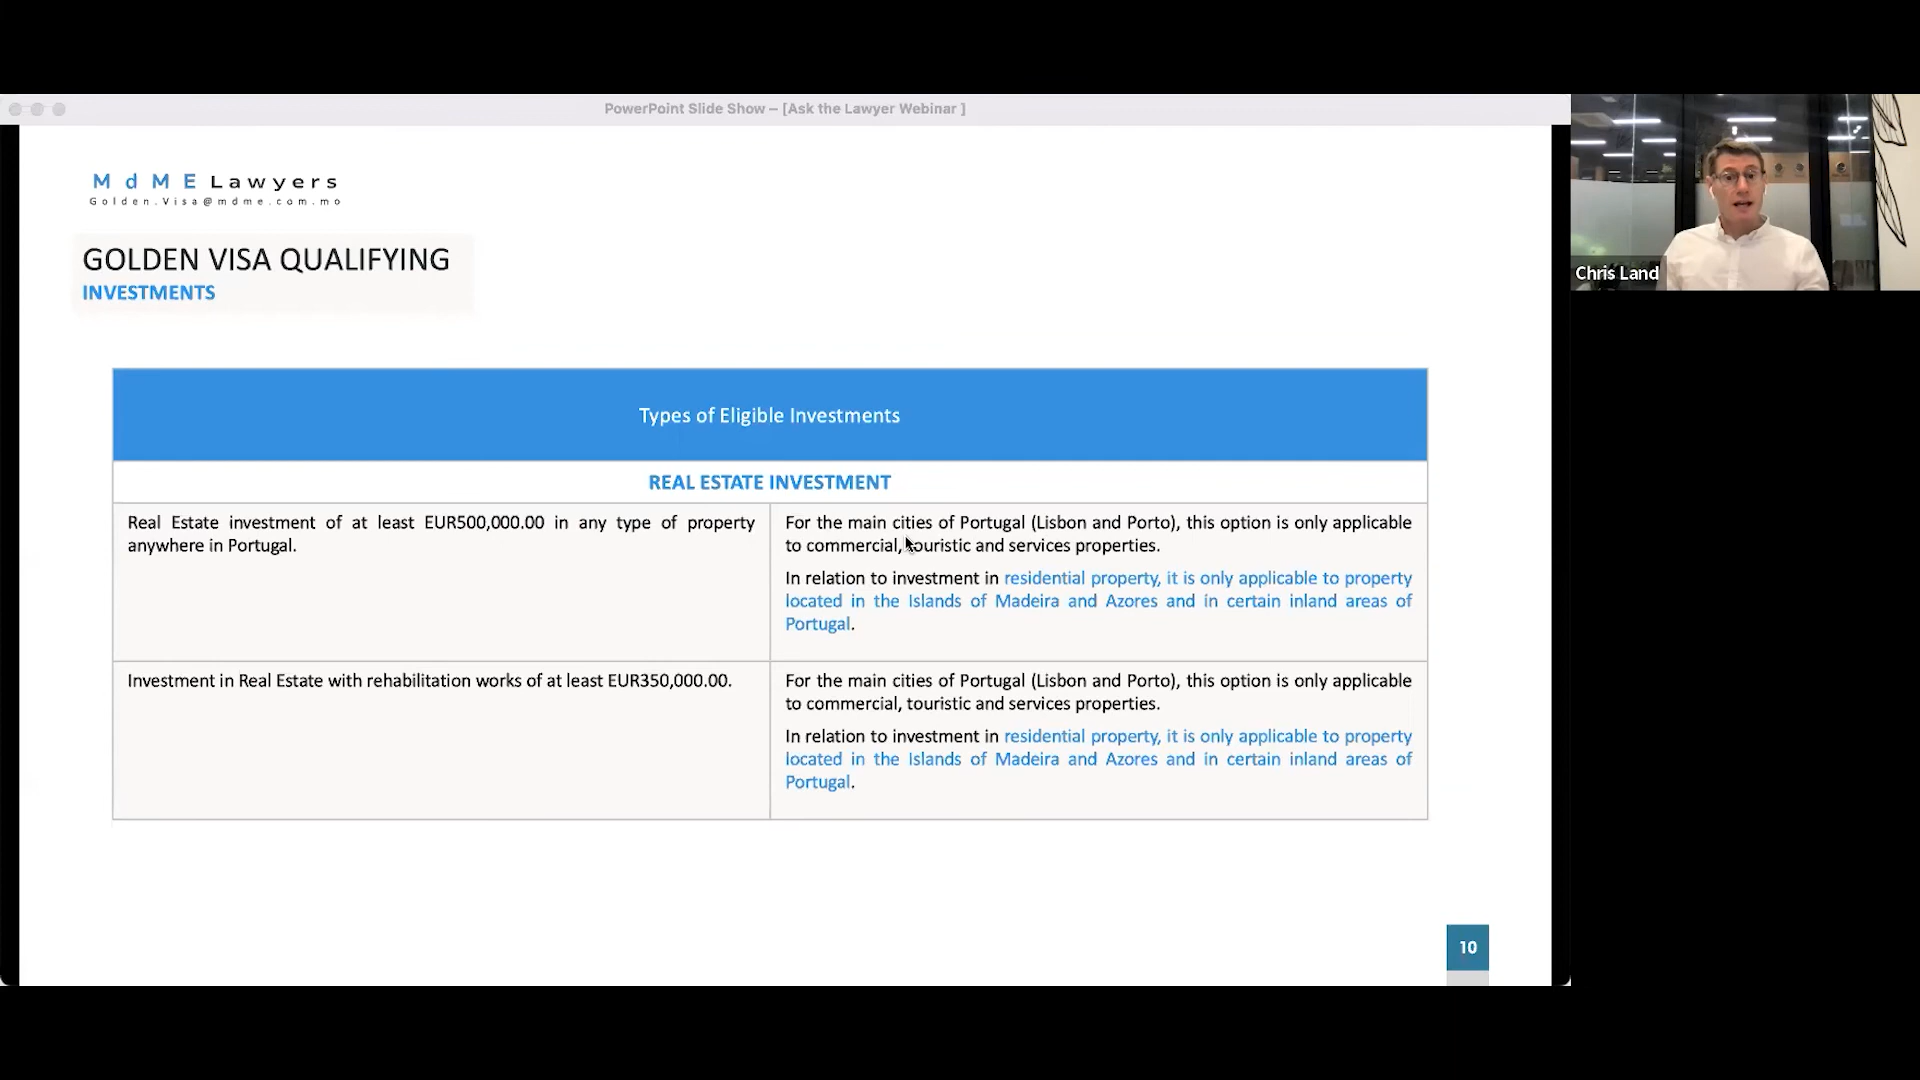 PowerPoint Slide Show – [Ask the Lawyer Webinar ]
MdME Lawyers
Golden.Visa@mdme.com.mo
GOLDEN VISA QUALIFYING
INVESTMENTS
Chris Land
Types of Eligible Investments
REAL ESTATE INVESTMENT
Real Estate investment of at least EUR500,000.00 in any type of property
anywhere in Portugal.
For the main cities of Portugal (Lisbon and Porto), this option is only applicable
to commercial, touristic and services properties.
In relation to investment in residential property, it is only applicable to property
located in the Islands of Madeira and Azores and in certain inland areas of
Portugal.
Investment in Real Estate with rehabilitation works of at least EUR350,000.00.
For the main cities of Portugal (Lisbon and Porto), this option is only applicable
to commercial, touristic and services properties.
In relation to investment in residential property, it is only applicable to property
located in the Islands of Madeira and Azores and in certain inland areas of
Portugal.
10